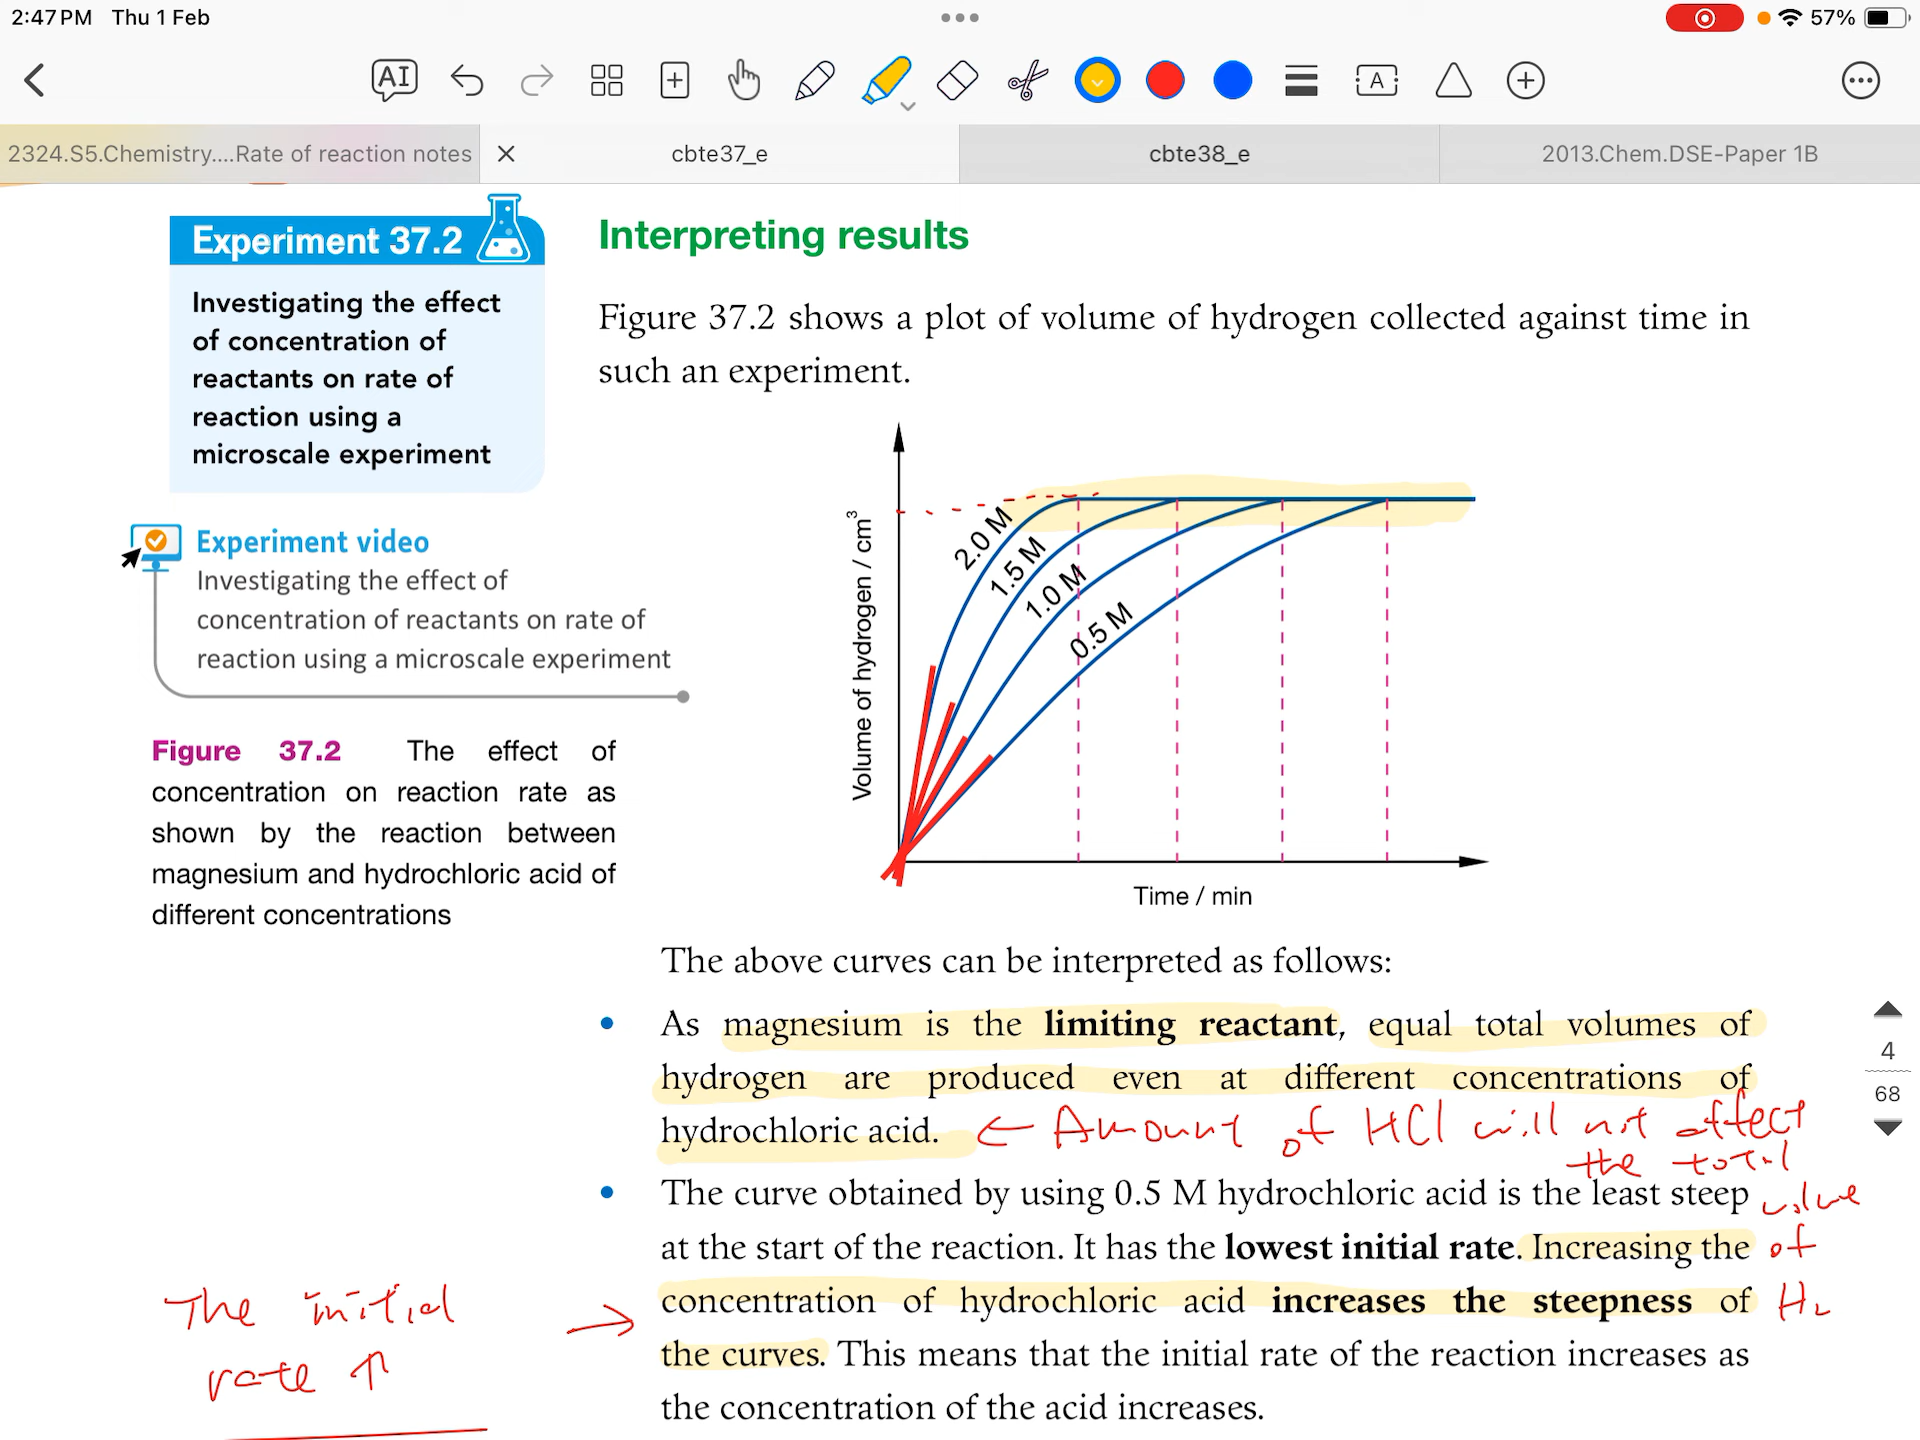 2:47 PM Thu 1 Feb
57%
AI
A
2324.S5.Chemistry....Rate of reaction notes
cbte37_e
cbte38_e
2013.Chem.DSE-Paper 1B
Experiment 37.2
Investigating the effect
of concentration of
reactants on rate of
reaction using a
microscale experiment
Experiment video
Investigating the effect of
concentration of reactants on rate of
reaction using a microscale experiment
Figure 37.2 The effect of
concentration on reaction rate as
shown by the reaction between
magnesium and hydrochloric acid of
different concentrations
Interpreting results
Figure 37.2 shows a plot of volume of hydrogen collected against time in
such an experiment.
Volume of hydrogen / cm³
2.0 M
1.5 M
1.0 M
0.5 M
Time / min
The above curves can be interpreted as follows:
• As magnesium is the limiting reactant, equal total volumes of
hydrogen are produced even at different concentrations of
hydrochloric acid. ← Amount of HCl will not affect
the total
• The curve obtained by using 0.5 M hydrochloric acid is the least steep
at the start of the reaction. It has the lowest initial rate. Increasing the of
concentration of hydrochloric acid increases the steepness of H₂
the curves. This means that the initial rate of the reaction increases as
the concentration of the acid increases.
The initial →
rate ↑
4
68